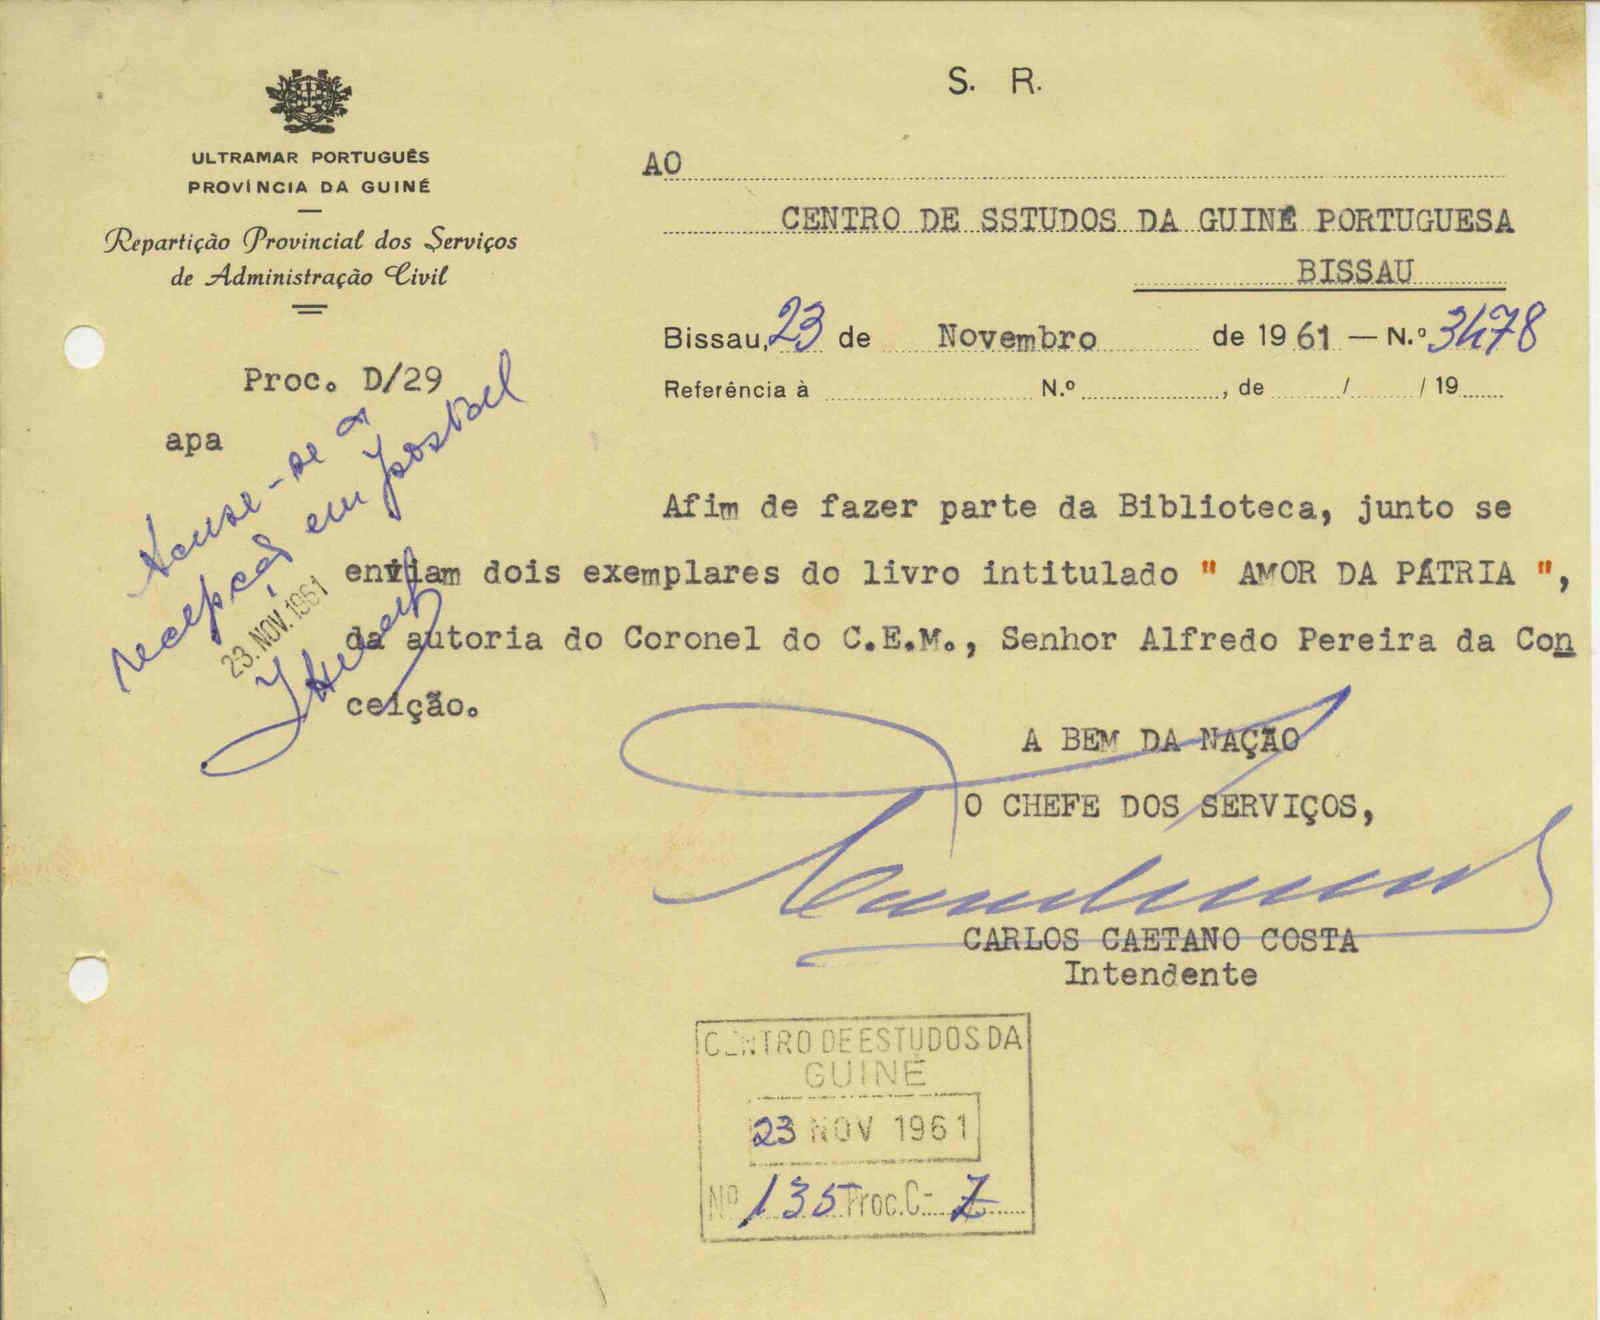 S. R.
ULTRAMAR PORTUGUÊS
PROVÍNCIA DA GUINÉ
Repartição Provincial dos Serviços
de Administração Civil
AO
CENTRO DE SSTUDOS DA GUINÉ PORTUGUESA
BISSAU
Bissau, 23 de Novembro de 1961 — N.º 3478
Referência à N.º , de / / 19
Proc. D/29
apa
Acuse-se a
recepção em postal
23. NOV. 1961
Afim de fazer parte da Biblioteca, junto se
enviam dois exemplares do livro intitulado " AMOR DA PÁTRIA ",
da autoria do Coronel do C.E.M., Senhor Alfredo Pereira da Con
ceição.
A BEM DA NAÇÃO
O CHEFE DOS SERVIÇOS,
CARLOS CAETANO COSTA
Intendente
CENTRO DE ESTUDOS DA
GUINÉ
23 NOV 1961
Nº 135 Proc. C- 7